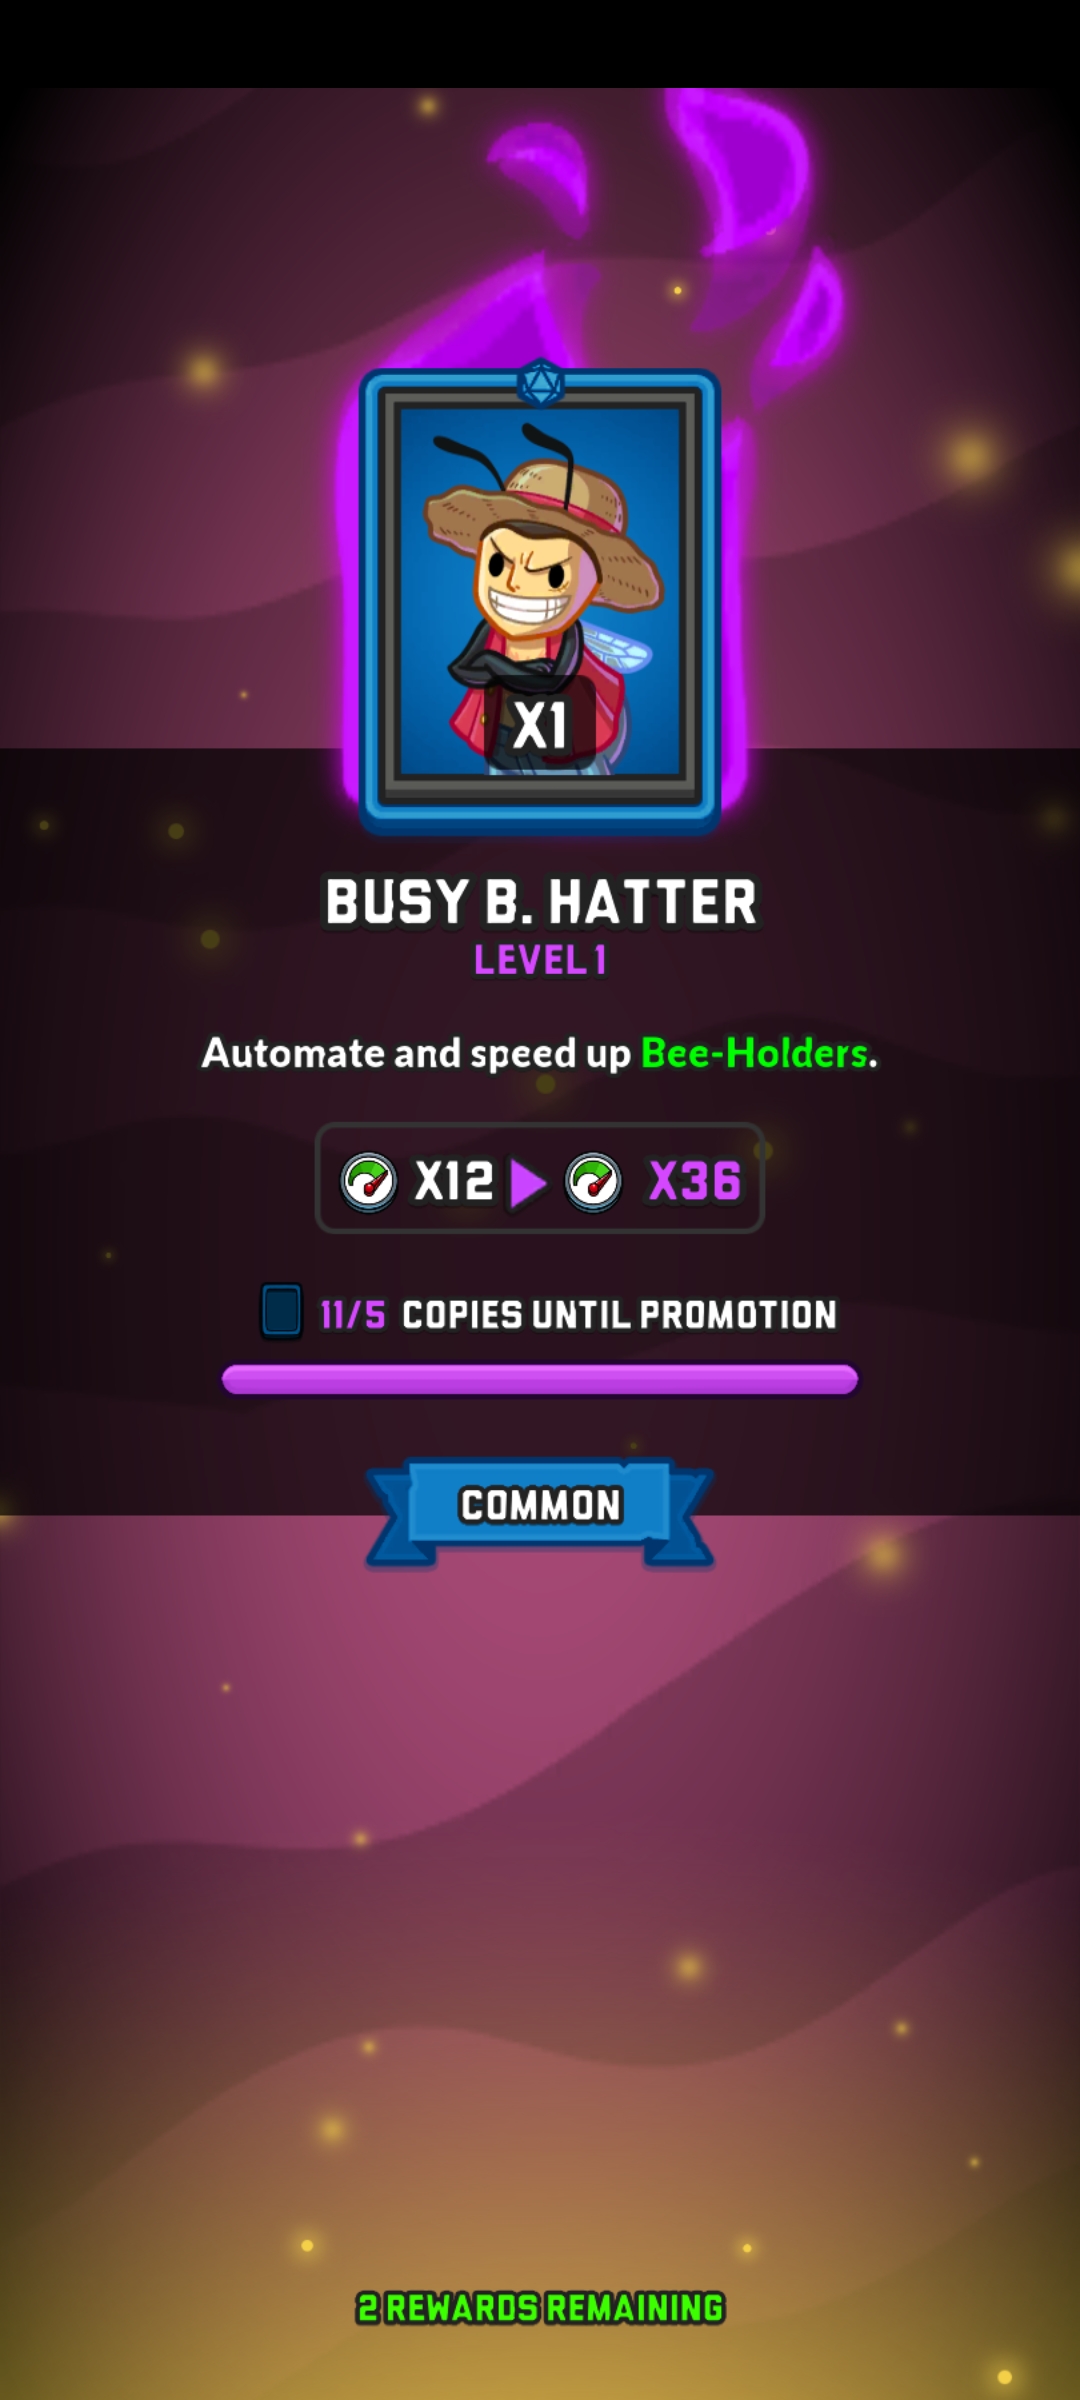 X1
BUSY B. HATTER
LEVEL 1
Automate and speed up Bee-Holders.
X12 X36
11/5 COPIES UNTIL PROMOTION
COMMON
2 REWARDS REMAINING